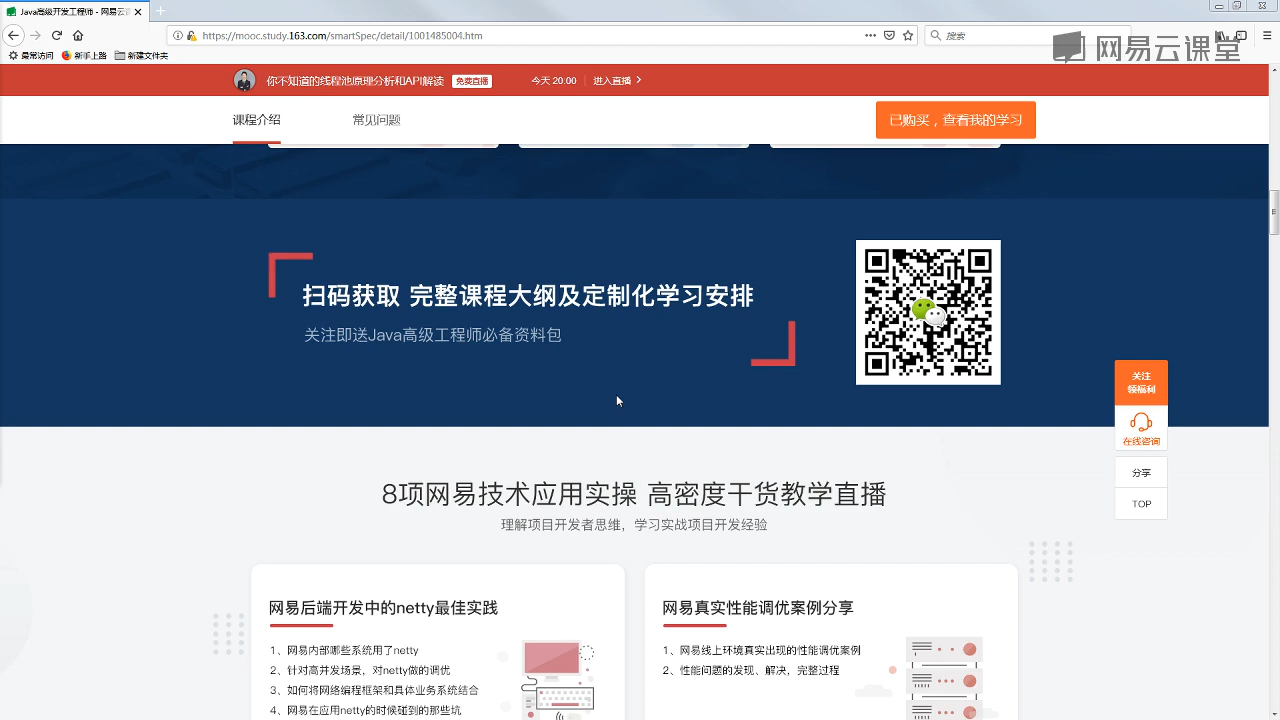 Java高级开发工程师 - 网易云
https://mooc.study.163.com/smartSpec/detail/1001485004.htm
搜索
网易云课堂
最常访问 新手上路 新建文件夹
你不知道的线程池原理分析和API解读 免费直播 今天 20:00 进入直播
课程介绍 常见问题 已购买，查看我的学习
扫码获取 完整课程大纲及定制化学习安排
关注即送Java高级工程师必备资料包
关注
领福利
在线咨询
分享
TOP
8项网易技术应用实操 高密度干货教学直播
理解项目开发者思维，学习实战项目开发经验
网易后端开发中的netty最佳实践
1、网易内部哪些系统用了netty
2、针对高并发场景，对netty做的调优
3、如何将网络编程框架和具体业务系统结合
4、网易在应用netty的时候碰到的那些坑
网易真实性能调优案例分享
1、网易线上环境真实出现的性能调优案例
2、性能问题的发现、解决，完整过程